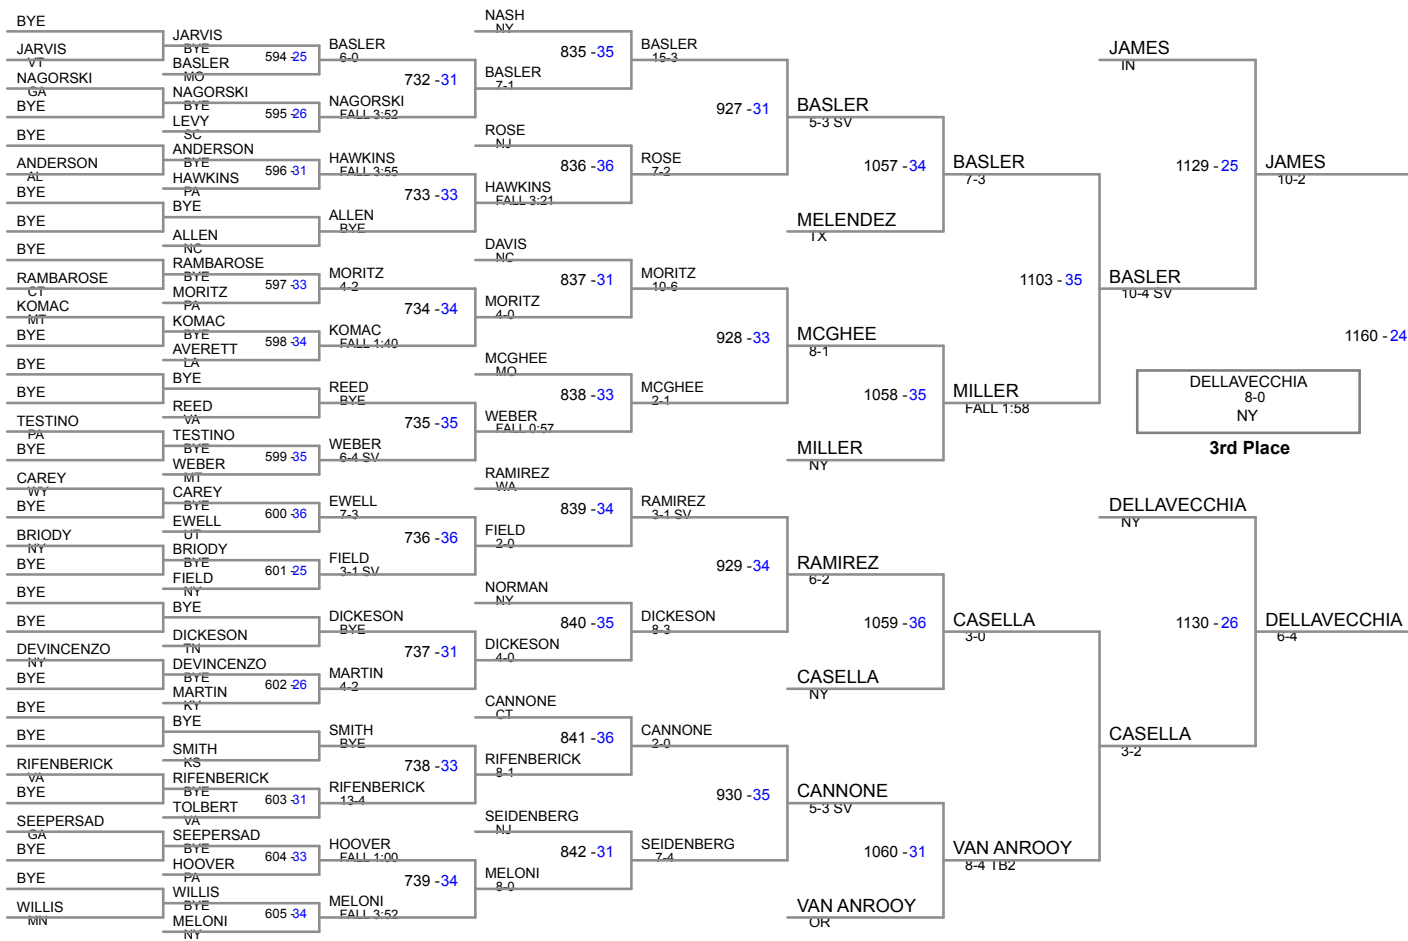 BYE
JARVIS
VT
NAGORSKI
GA
BYE
BYE
ANDERSON
AL
BYE
BYE
BYE
RAMBAROSE
CT
KOMAC
MT
BYE
BYE
BYE
TESTINO
PA
BYE
CAREY
WY
BYE
BRIODY
NY
BYE
BYE
BYE
DEVINCENZO
NY
BYE
BYE
BYE
RIFENBERICK
VA
BYE
SEEPERSAD
GA
BYE
BYE
WILLIS
MN
JARVIS
BYE
594 -25
BASLER
MO
NAGORSKI
BYE
595 -26
LEVY
SC
ANDERSON
BYE
596 -31
HAWKINS
PA
BYE
ALLEN
NC
RAMBAROSE
BYE
597 -33
MORITZ
PA
KOMAC
BYE
598 -34
AVERETT
LA
BYE
REED
VA
TESTINO
BYE
599 -35
WEBER
MT
CAREY
BYE
600 -36
EWELL
UT
BRIODY
BYE
601 -25
FIELD
NY
BYE
DICKESON
TN
DEVINCENZO
BYE
602 -26
MARTIN
KY
BYE
SMITH
KS
RIFENBERICK
BYE
603 -31
TOLBERT
VA
SEEPERSAD
BYE
604 -33
HOOVER
PA
WILLIS
BYE
605 -34
MELONI
NY
BASLER
6-0
732 -31
NAGORSKI
FALL 3:52
HAWKINS
FALL 3:55
733 -33
ALLEN
BYE
MORITZ
4-2
734 -34
KOMAC
FALL 1:40
REED
BYE
735 -35
WEBER
6-4 SV
EWELL
7-3
736 -36
FIELD
3-1 SV
DICKESON
BYE
737 -31
MARTIN
4-2
SMITH
BYE
738 -33
RIFENBERICK
13-4
HOOVER
FALL 1:00
739 -34
MELONI
FALL 3:52
NASH
NY
835 -35
BASLER
7-1
ROSE
NJ
836 -36
HAWKINS
FALL 3:21
DAVIS
NC
837 -31
MORITZ
4-0
MCGHEE
MO
838 -33
WEBER
FALL 0:57
RAMIREZ
WA
839 -34
FIELD
2-0
NORMAN
NY
840 -35
DICKESON
4-0
CANNONE
CT
841 -36
RIFENBERICK
8-1
SEIDENBERG
NJ
842 -31
MELONI
8-0
BASLER
15-3
927 -31
ROSE
7-2
MORITZ
10-6
928 -33
MCGHEE
2-1
RAMIREZ
3-1 SV
929 -34
DICKESON
8-3
CANNONE
2-0
930 -35
SEIDENBERG
7-4
BASLER
5-3 SV
1057 -34
MELENDEZ
TX
MCGHEE
8-1
1058 -35
MILLER
NY
RAMIREZ
6-2
1059 -36
CASELLA
NY
CANNONE
5-3 SV
1060 -31
VAN ANROOY
OR
BASLER
7-3
1103 -35
MILLER
FALL 1:58
CASELLA
3-0
VAN ANROOY
8-4 TB2
JAMES
IN
1129 -25
BASLER
10-4 SV
DELLAVECCHIA
NY
1130 -26
CASELLA
3-2
JAMES
10-2
1160 -24
DELLAVECCHIA
6-4
DELLAVECCHIA
8-0
NY
3rd Place